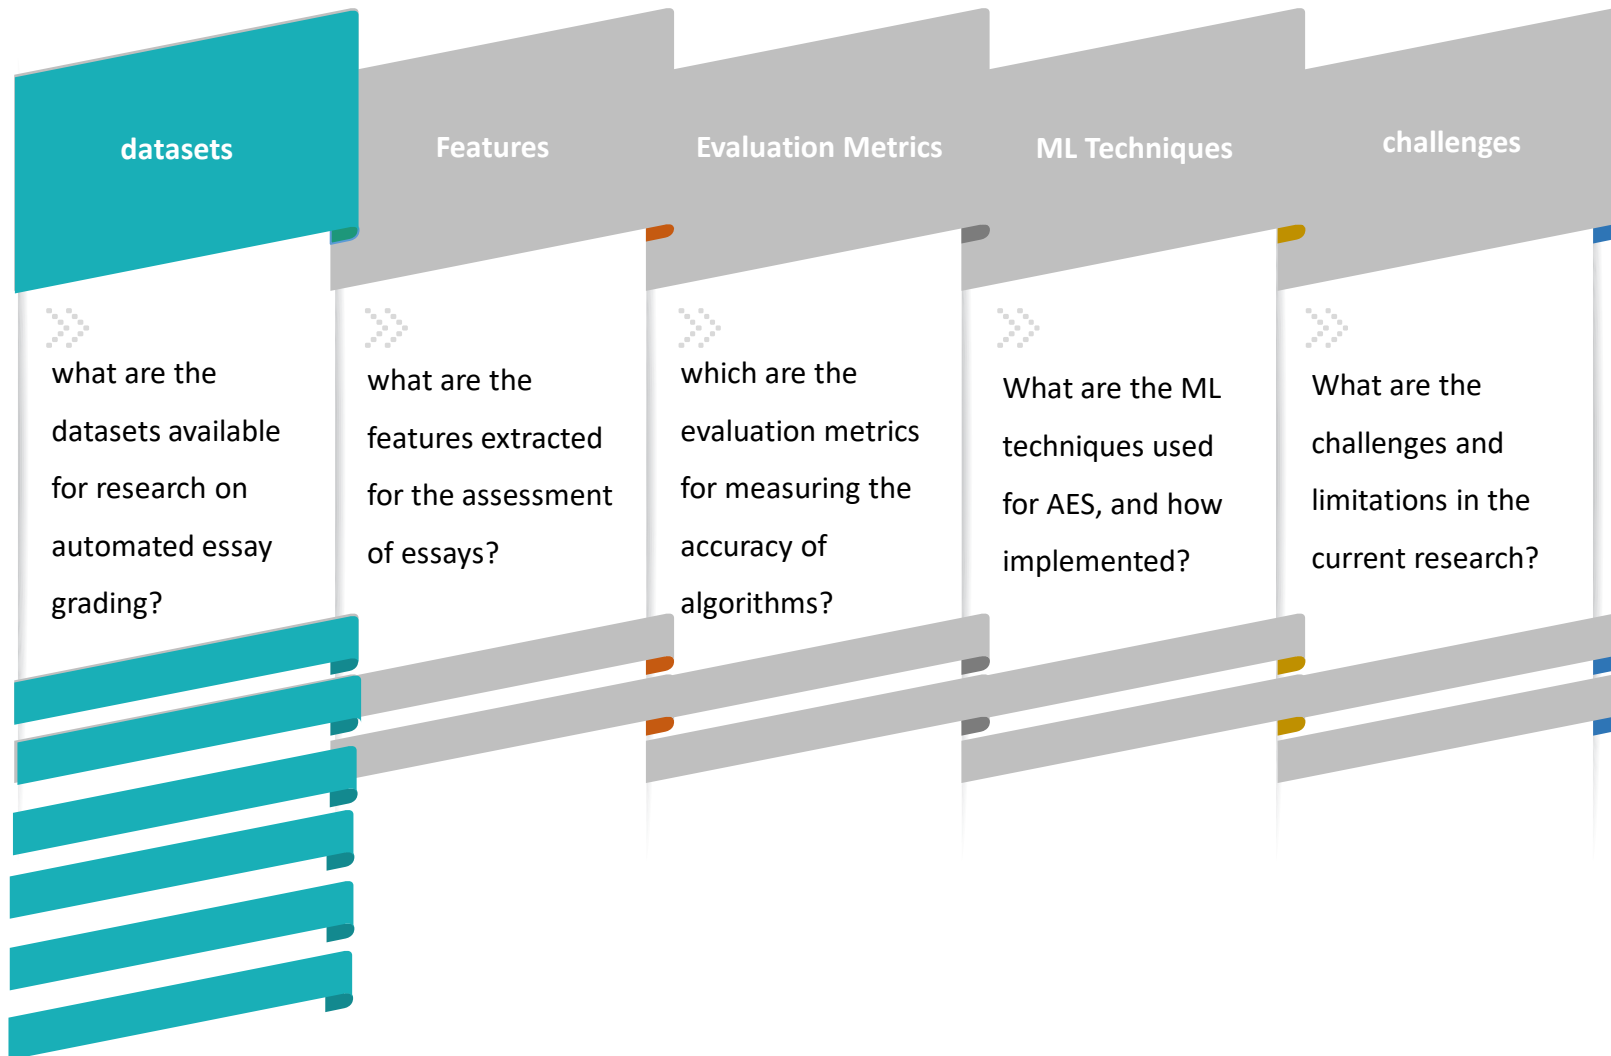 datasets
what are the
datasets available
for research on
automated essay
grading?
Features
what are the
features extracted
for the assessment
of essays?
Evaluation Metrics
which are the
evaluation metrics
for measuring the
accuracy of
algorithms?
ML Techniques
What are the ML
techniques used
for AES, and how
implemented?
challenges
What are the
challenges and
limitations in the
current research?